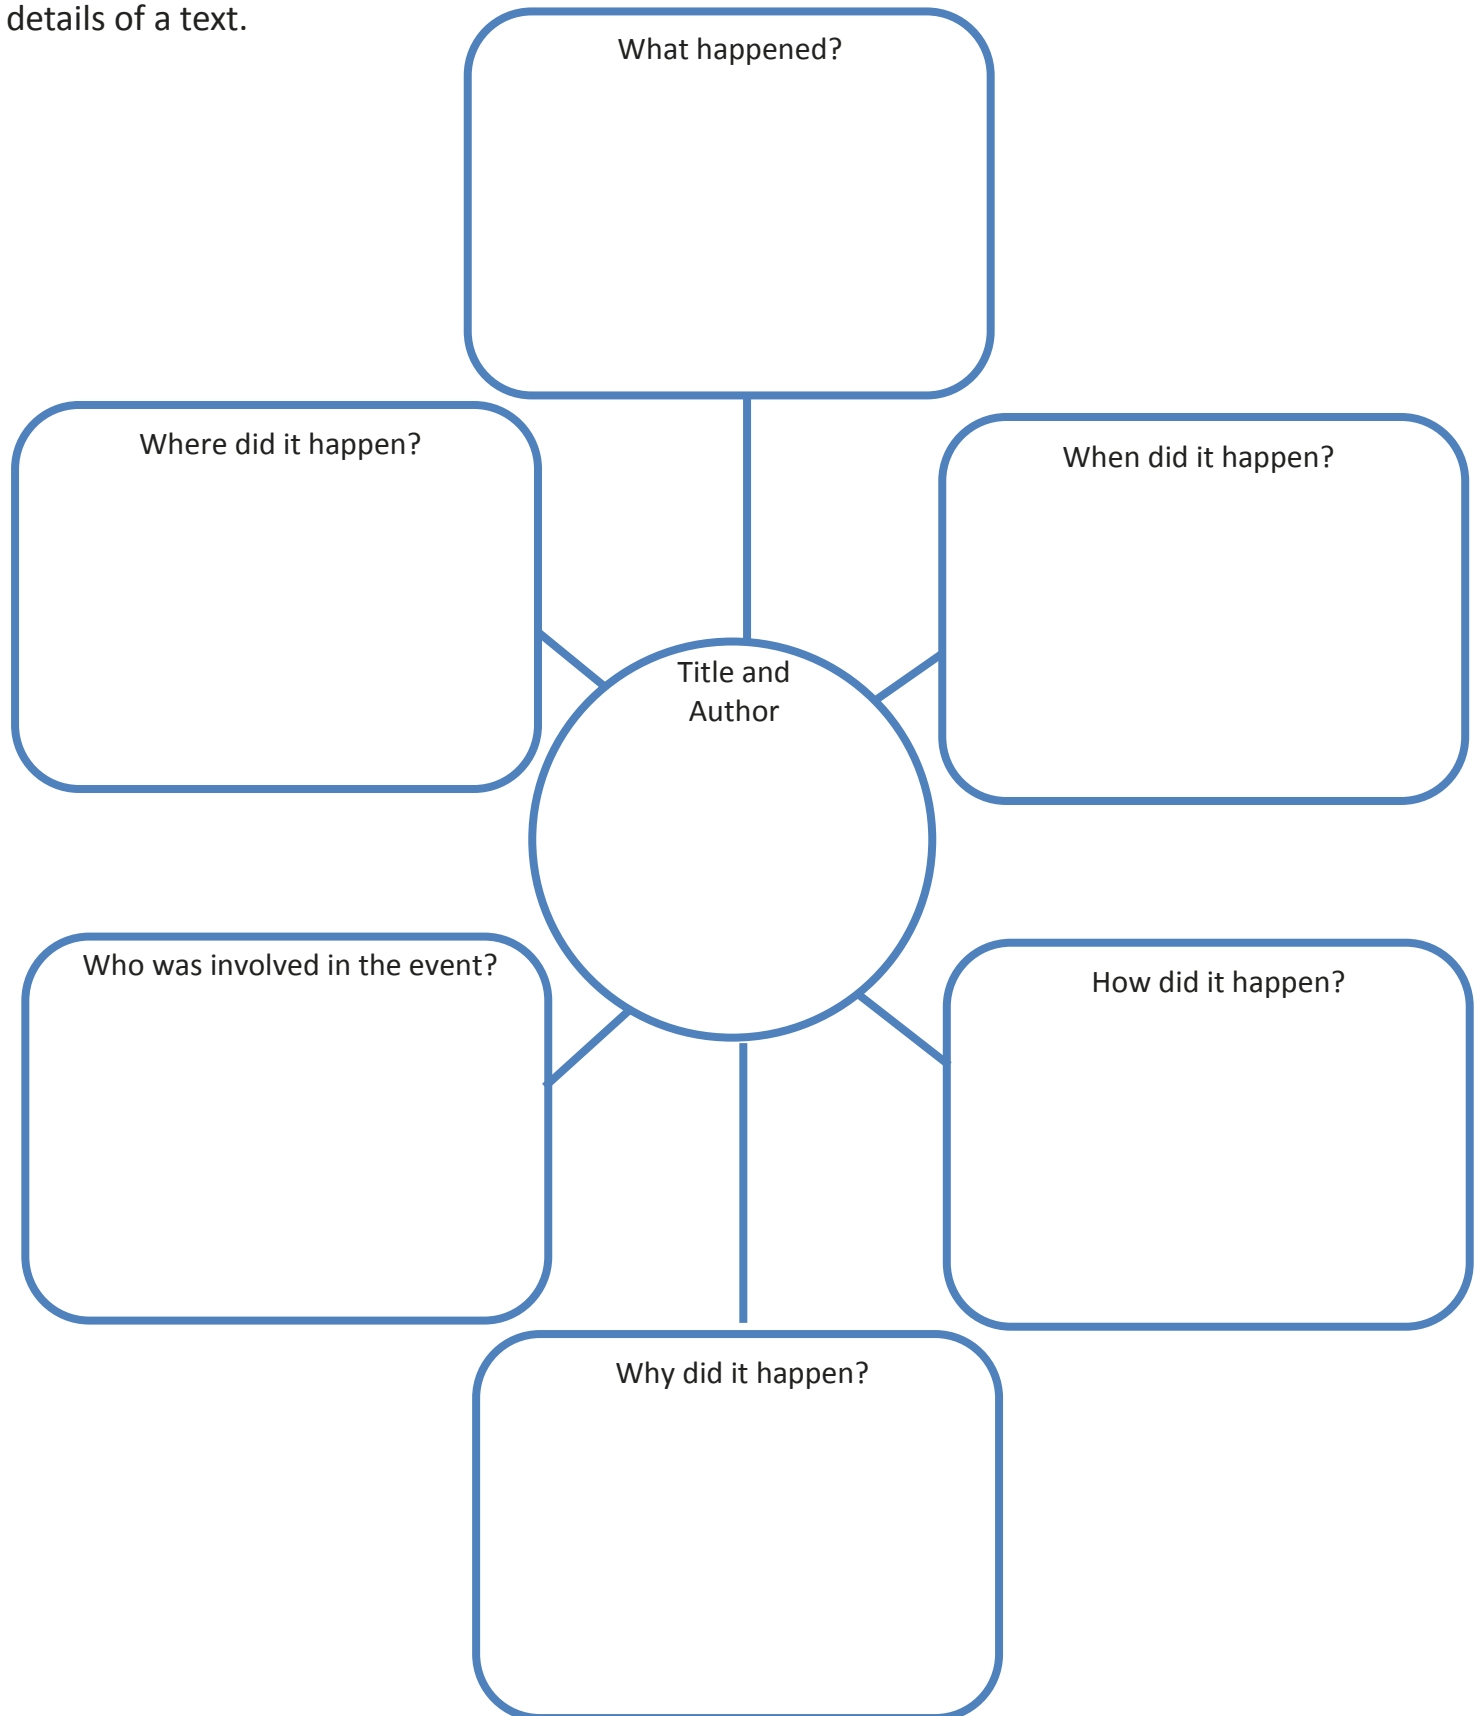 details of a text.
What happened?
Where did it happen?
When did it happen?
Title and
Author
Who was involved in the event?
How did it happen?
Why did it happen?